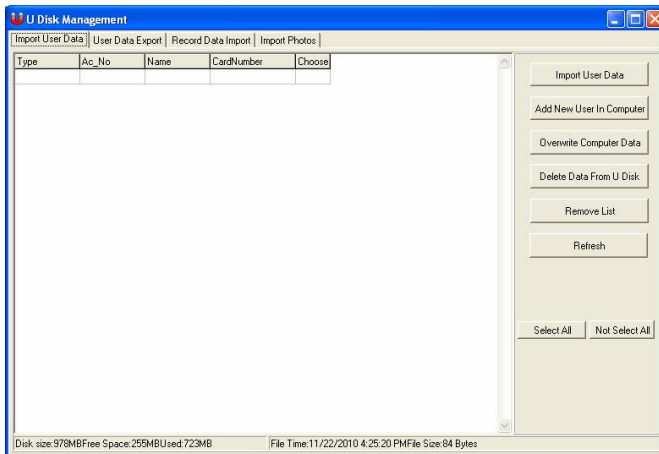 U Disk Management
Import User Data User Data Export Record Data Import Import Photos
Type Ac_No Name CardNumber Choose
Import User Data
Add New User In Computer
Overwrite Computer Data
Delete Data From U Disk
Remove List
Refresh
Select All Not Select All
Disk size:978MBFree Space:255MBUsed:723MB File Time:11/22/2010 4:25:20 PMFile Size:84 Bytes